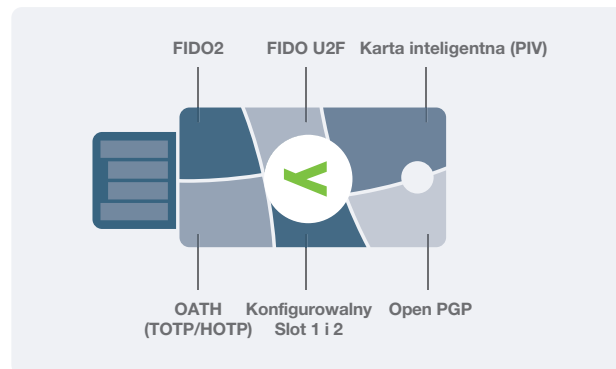 FIDO2
FIDO U2F
Karta inteligentna (PIV)
OATH
(TOTP/HOTP)
Konfigurowalny
Slot 1 i 2
Open PGP